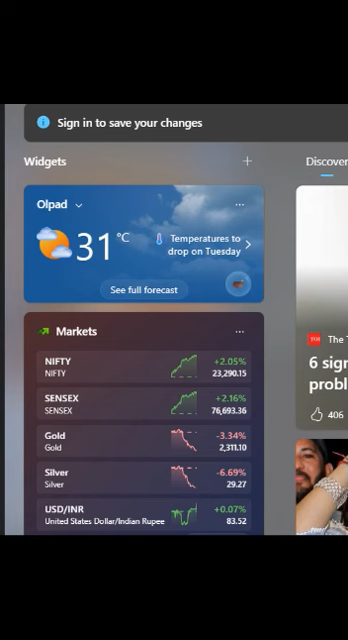 Sign in to save your changes
Widgets
Discover
Olpad
31 °C
Temperatures to
drop on Tuesday
See full forecast
Markets
NIFTY +2.05%
NIFTY 23,290.15
SENSEX +2.16%
SENSEX 76,693.36
Gold -3.34%
Gold 2,311.10
Silver -6.69%
Silver 29.27
USD/INR +0.07%
United States Dollar/Indian Rupee 83.52
The T
6 sig
probl
406